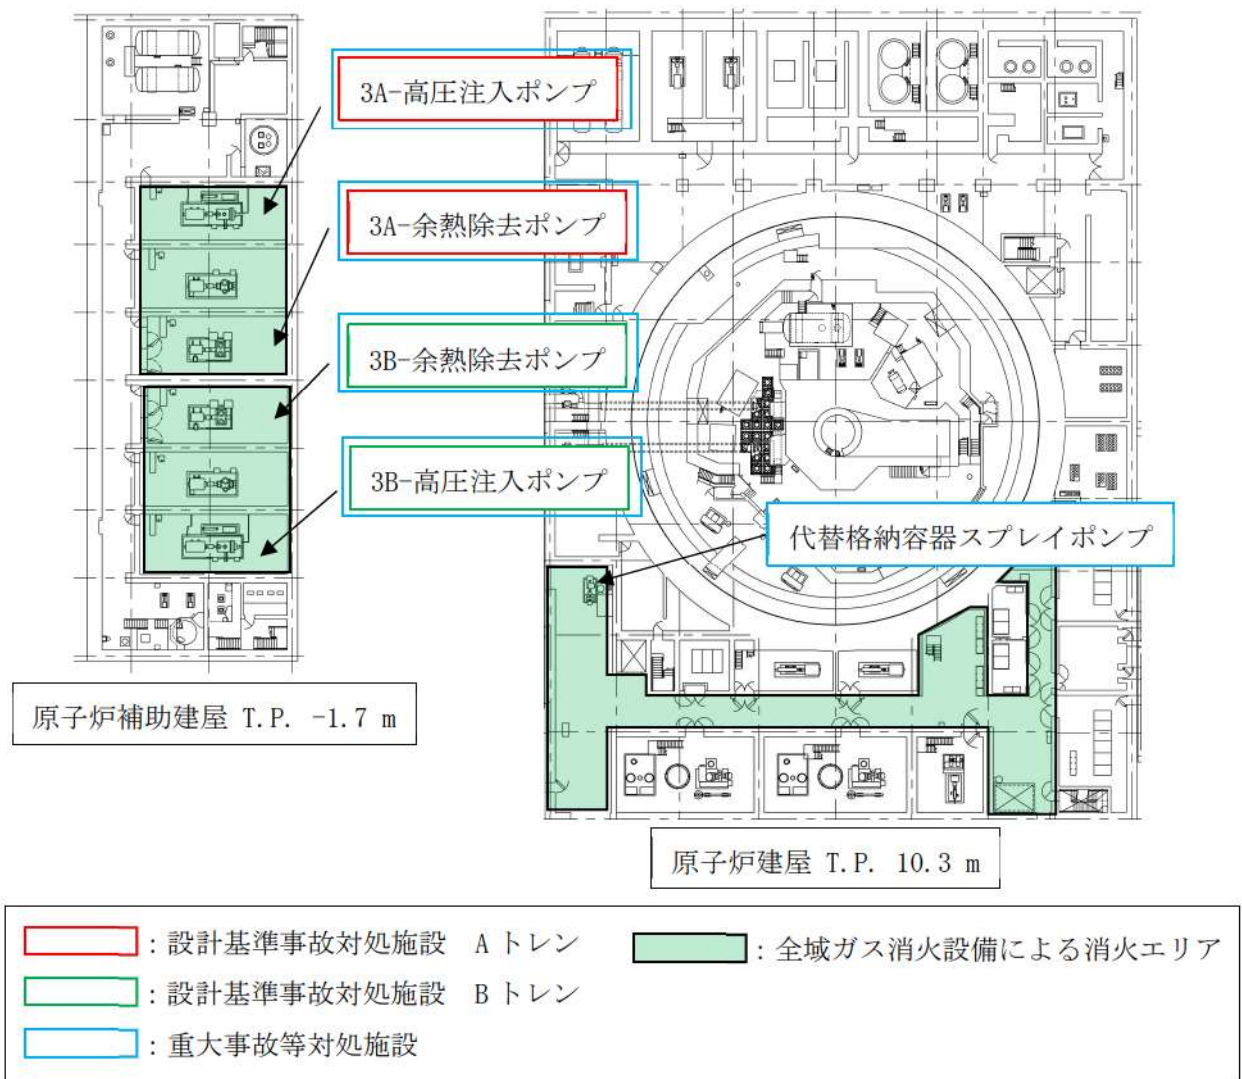 3A-高圧注入ポンプ
3A-余熱除去ポンプ
3B-余熱除去ポンプ
3B-高圧注入ポンプ
代替格納容器スプレイポンプ
原子炉補助建屋 T.P. -1.7 m
原子炉建屋 T.P. 10.3 m
：設計基準事故対処施設 A トレン
：設計基準事故対処施設 B トレン
：重大事故等対処施設
：全域ガス消火設備による消火エリア